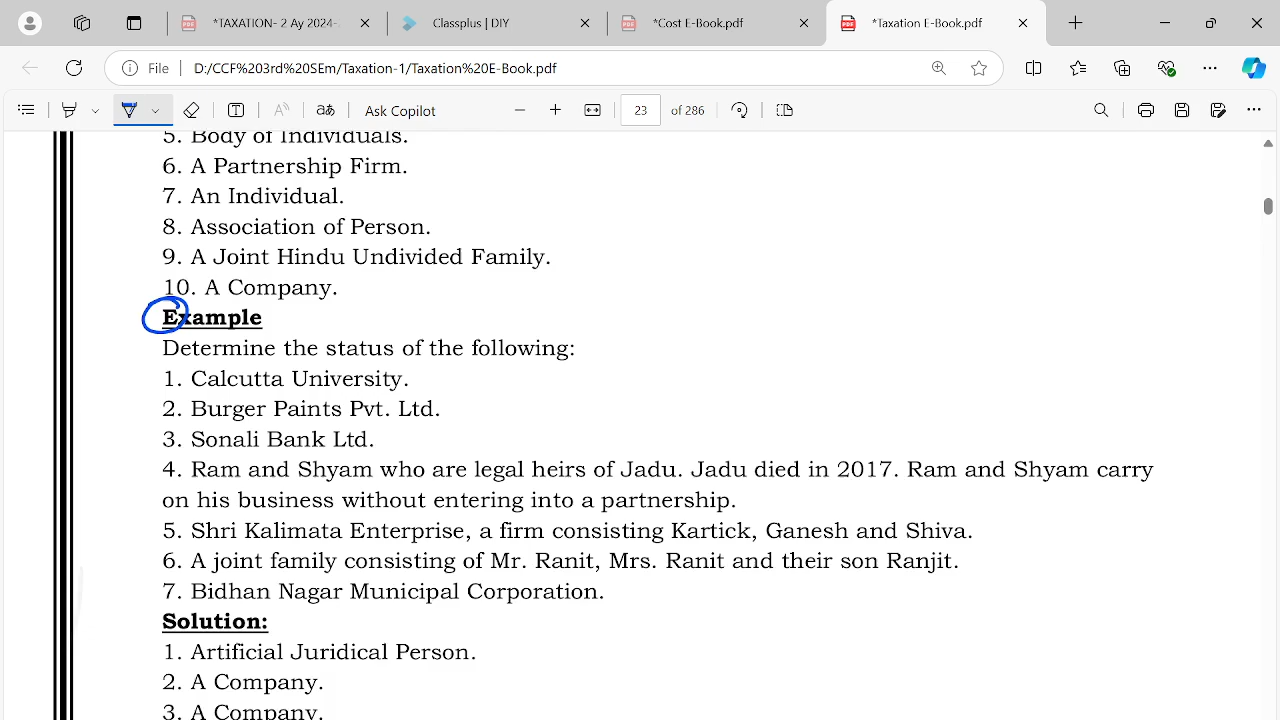 *TAXATION- 2 Ay 2024-
Classplus | DIY
*Cost E-Book.pdf
*Taxation E-Book.pdf
File | D:/CCF%203rd%20SEm/Taxation-1/Taxation%20E-Book.pdf
Ask Copilot
23 of 286
5. Body of Individuals.
6. A Partnership Firm.
7. An Individual.
8. Association of Person.
9. A Joint Hindu Undivided Family.
10. A Company.
Example
Determine the status of the following:
1. Calcutta University.
2. Burger Paints Pvt. Ltd.
3. Sonali Bank Ltd.
4. Ram and Shyam who are legal heirs of Jadu. Jadu died in 2017. Ram and Shyam carry
on his business without entering into a partnership.
5. Shri Kalimata Enterprise, a firm consisting Kartick, Ganesh and Shiva.
6. A joint family consisting of Mr. Ranit, Mrs. Ranit and their son Ranjit.
7. Bidhan Nagar Municipal Corporation.
Solution:
1. Artificial Juridical Person.
2. A Company.
3. A Company.